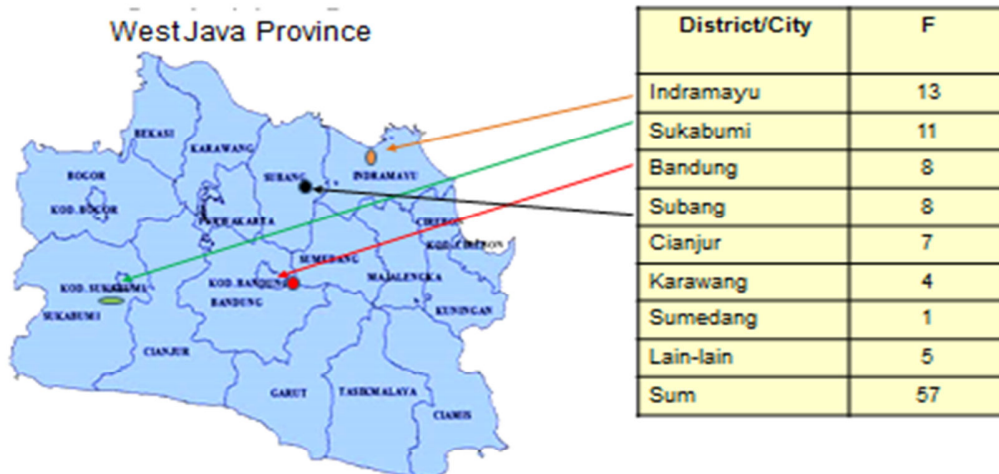 West Java Province
BEKASI
KARAWANG
BOGOR
SUBANG
INDRAMAYU
KOD. BOGOR
PURWAKARTA
CIREBON
KOD. CIREBON
SUMEDANG
MAJALENGKA
KOD. SUKABUMI
KOD. BANDUNG
BANDUNG
KUNINGAN
SUKABUMI
CIANJUR
GARUT
TASIKMALAYA
CIAMIS
District/City F
Indramayu 13
Sukabumi 11
Bandung 8
Subang 8
Cianjur 7
Karawang 4
Sumedang 1
Lain-lain 5
Sum 57